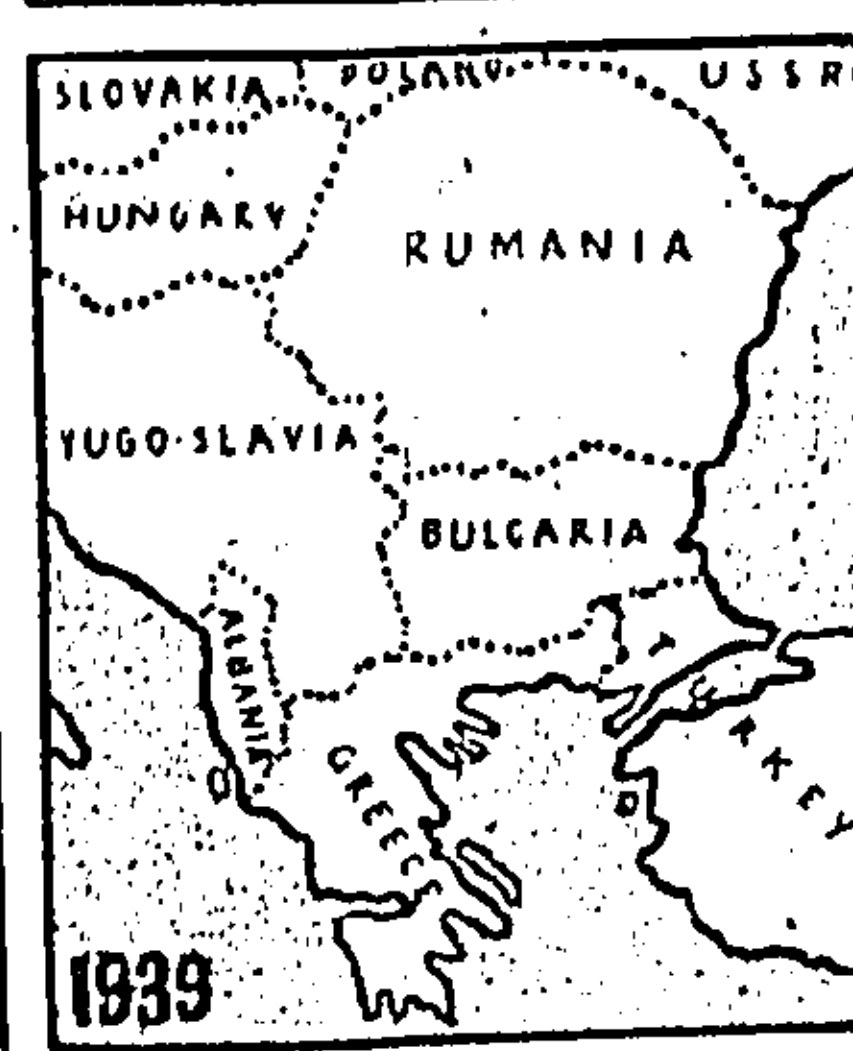 SLOVAKIA
POLAND
USSR
HUNGARY
RUMANIA
YUGO-SLAVIA
BULGARIA
ALBANIA
TURKEY
GREECE
1939